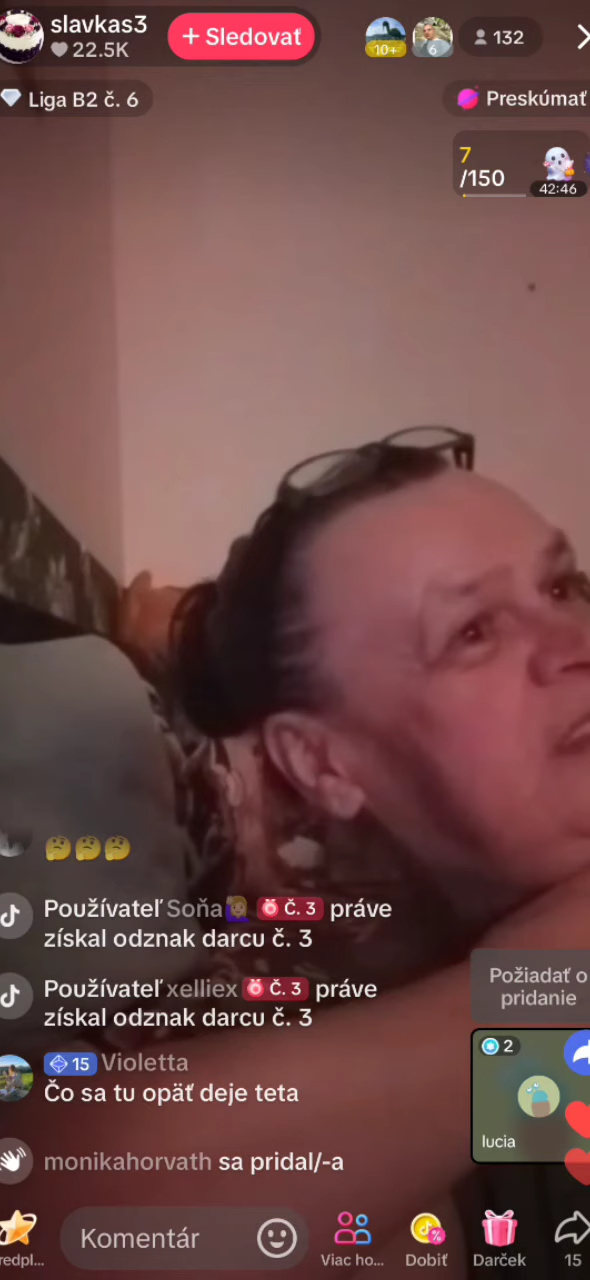 slavkas3
22.5K
+ Sledovať
10+
6
132
Liga B2 č. 6
Preskúmať
7
/150
42:46
🤔🤔🤔
Používateľ Soňa🙋🏼‍♀️ Č. 3 práve
získal odznak darcu č. 3
Používateľ xelliex Č. 3 práve
získal odznak darcu č. 3
15 Violetta
Čo sa tu opäť deje teta
monikahorvath sa pridal/-a
Požiadať o
pridanie
2
lucia
Komentár
redpl...
Viac ho...
Dobiť
Darček
15